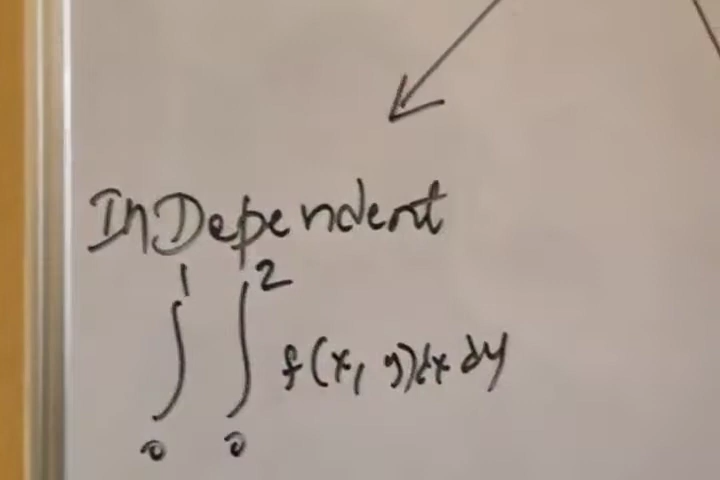 InDependent
∫₀¹ ∫₀² f(x, y)dx dy